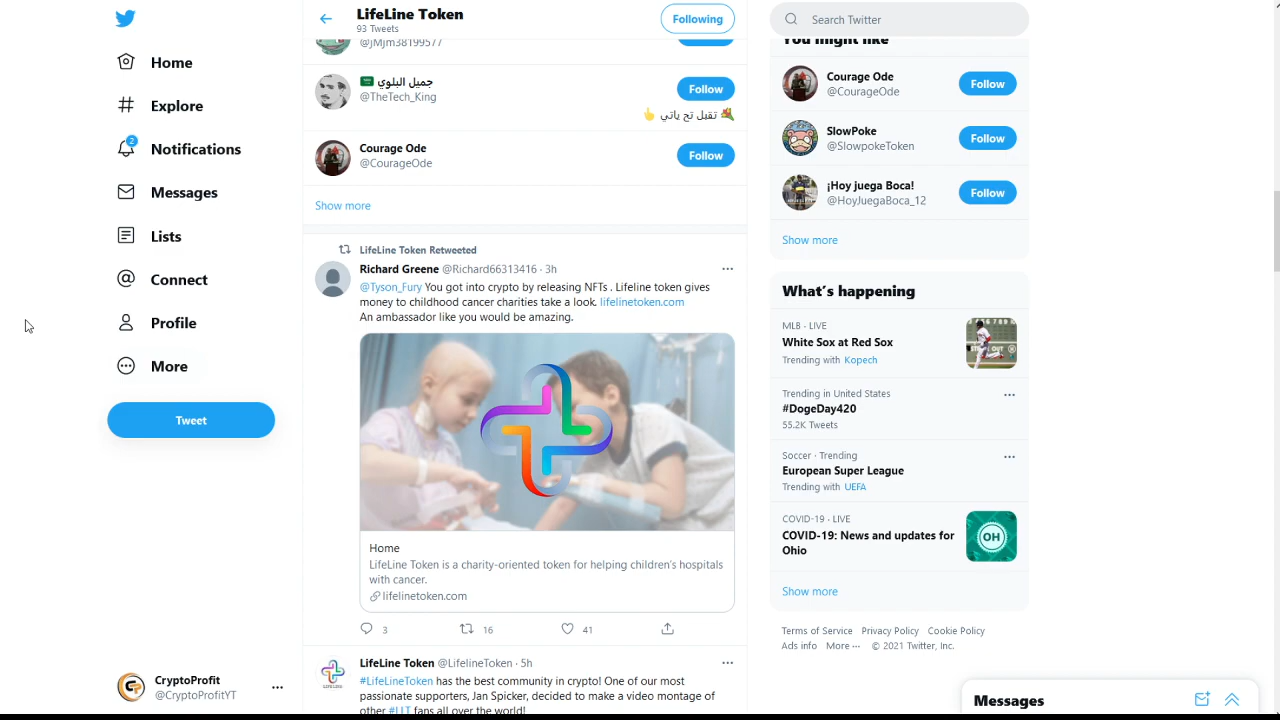 Home
Explore
2
Notifications
Messages
Lists
Connect
Profile
More
Tweet
CryptoProfit
@CryptoProfitYT
LifeLine Token
93 Tweets
Following
@JMjm38199577
جميل البلوي
@TheTech_King
Follow
تقبل تح ياتي
Courage Ode
@CourageOde
Follow
Show more
LifeLine Token Retweeted
Richard Greene @Richard66313416 · 3h
@Tyson_Fury You got into crypto by releasing NFTs . Lifeline token gives
money to childhood cancer charities take a look. lifelinetoken.com
An ambassador like you would be amazing.
Home
LifeLine Token is a charity-oriented token for helping children's hospitals
with cancer.
lifelinetoken.com
3 16 41
LifeLine Token @LifelineToken · 5h
#LifeLineToken has the best community in crypto! One of our most
passionate supporters, Jan Spicker, decided to make a video montage of
other #LLT fans all over the world!
Search Twitter
You might like
Courage Ode
@CourageOde
Follow
SlowPoke
@SlowpokeToken
Follow
¡Hoy juega Boca!
@HoyJuegaBoca_12
Follow
Show more
What's happening
MLB · LIVE
White Sox at Red Sox
Trending with Kopech
Trending in United States
#DogeDay420
55.2K Tweets
Soccer · Trending
European Super League
Trending with UEFA
COVID-19 · LIVE
COVID-19: News and updates for
Ohio
OH
Show more
Terms of Service Privacy Policy Cookie Policy
Ads info More ··· © 2021 Twitter, Inc.
Messages